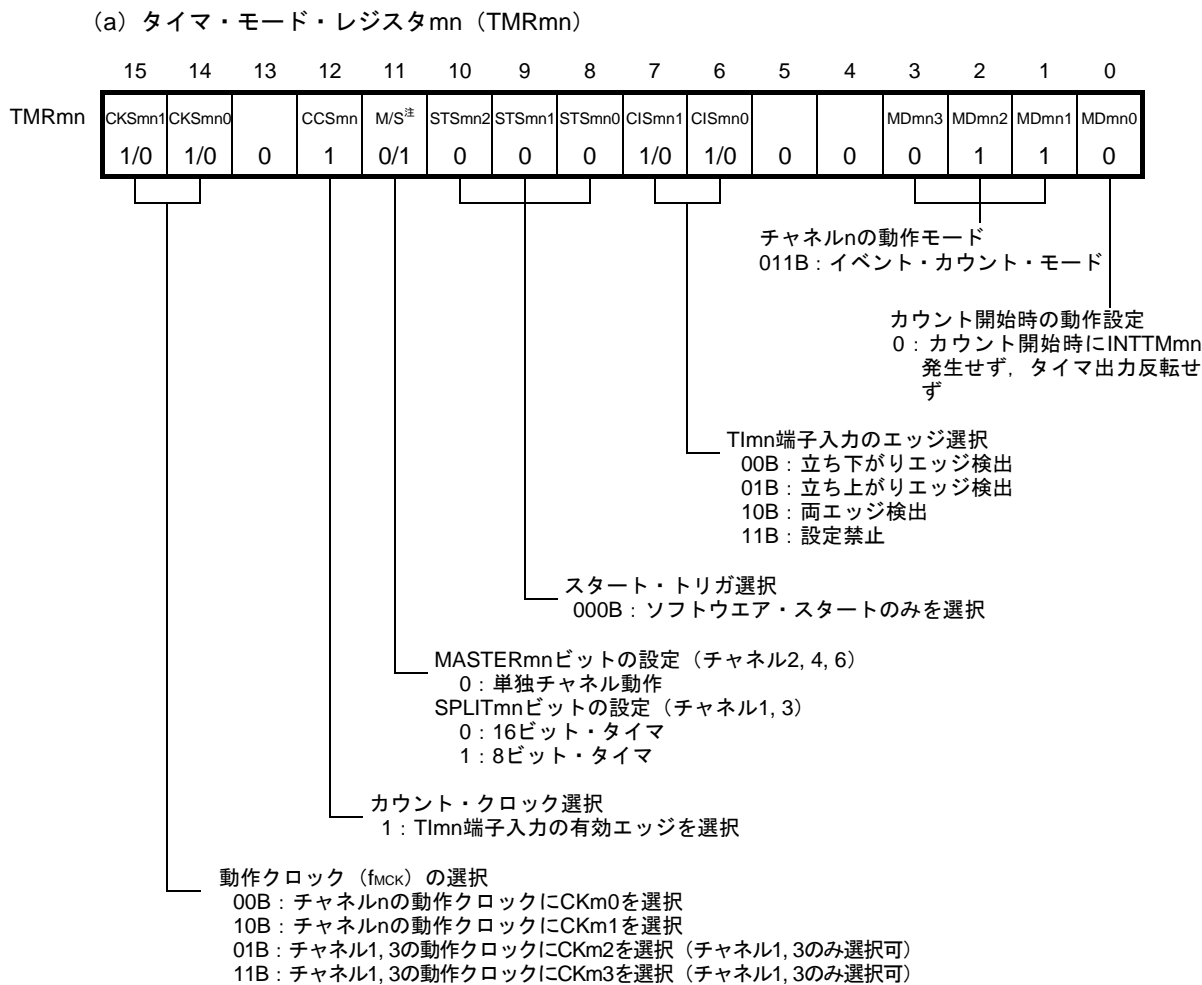 (a) タイマ・モード・レジスタmn（TMRmn）
15 14 13 12 11 10 9 8 7 6 5 4 3 2 1 0
TMRmn CKSmn1 CKSmn0 CCSmn M/S注 STSmn2 STSmn1 STSmn0 CISmn1 CISmn0 MDmn3 MDmn2 MDmn1 MDmn0
1/0 1/0 0 1 0/1 0 0 0 1/0 1/0 0 0 0 1 1 0
チャネルnの動作モード
011B：イベント・カウント・モード
カウント開始時の動作設定
0：カウント開始時にINTTMmn
発生せず，タイマ出力反転せ
ず
TImn端子入力のエッジ選択
00B：立ち下がりエッジ検出
01B：立ち上がりエッジ検出
10B：両エッジ検出
11B：設定禁止
スタート・トリガ選択
000B：ソフトウエア・スタートのみを選択
MASTERmnビットの設定（チャネル2, 4, 6）
0：単独チャネル動作
SPLITmnビットの設定（チャネル1, 3）
0：16ビット・タイマ
1：8ビット・タイマ
カウント・クロック選択
1：TImn端子入力の有効エッジを選択
動作クロック（fMCK）の選択
00B：チャネルnの動作クロックにCKm0を選択
10B：チャネルnの動作クロックにCKm1を選択
01B：チャネル1, 3の動作クロックにCKm2を選択（チャネル1, 3のみ選択可）
11B：チャネル1, 3の動作クロックにCKm3を選択（チャネル1, 3のみ選択可）